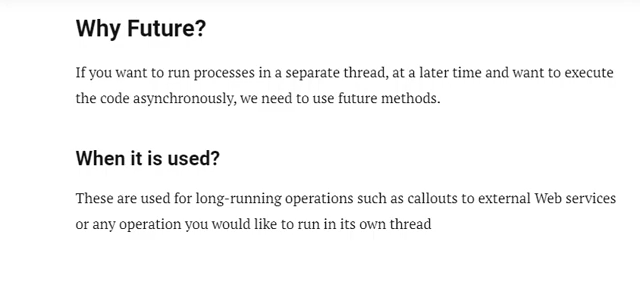 Why Future?
If you want to run processes in a separate thread, at a later time and want to execute
the code asynchronously, we need to use future methods.
When it is used?
These are used for long-running operations such as callouts to external Web services
or any operation you would like to run in its own thread